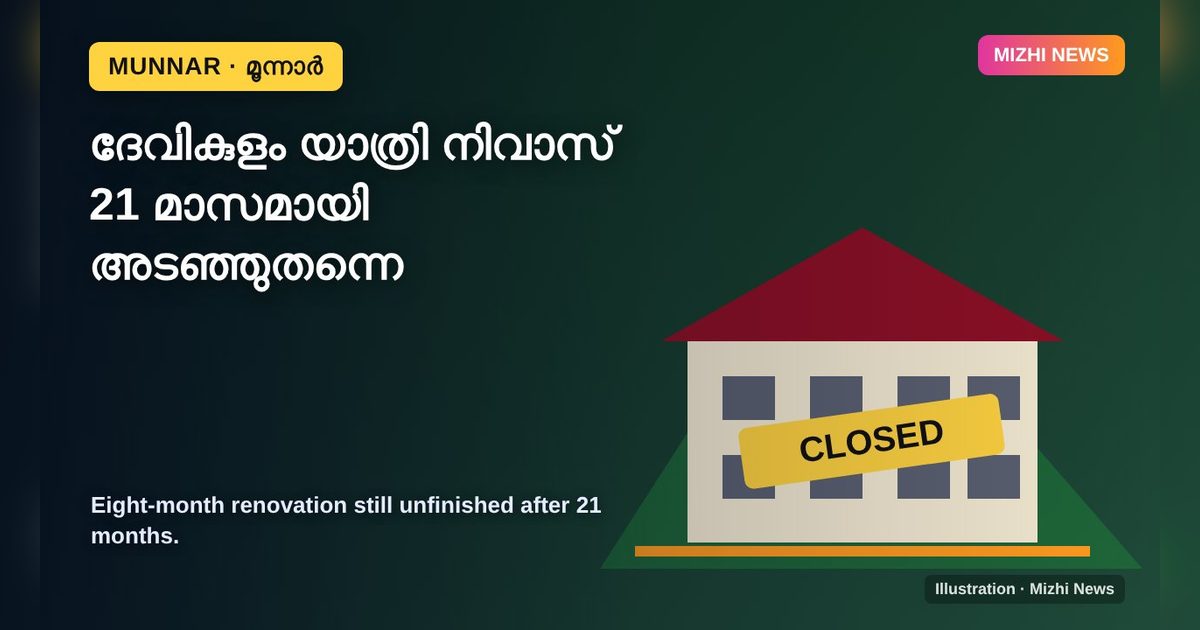 MUNNAR · മൂന്നാർ
MIZHI NEWS
ദേവികുളം യാത്രി നിവാസ്
21 മാസമായി
അടഞ്ഞുതന്നെ
CLOSED
Eight-month renovation still unfinished after 21
months.
Illustration · Mizhi News